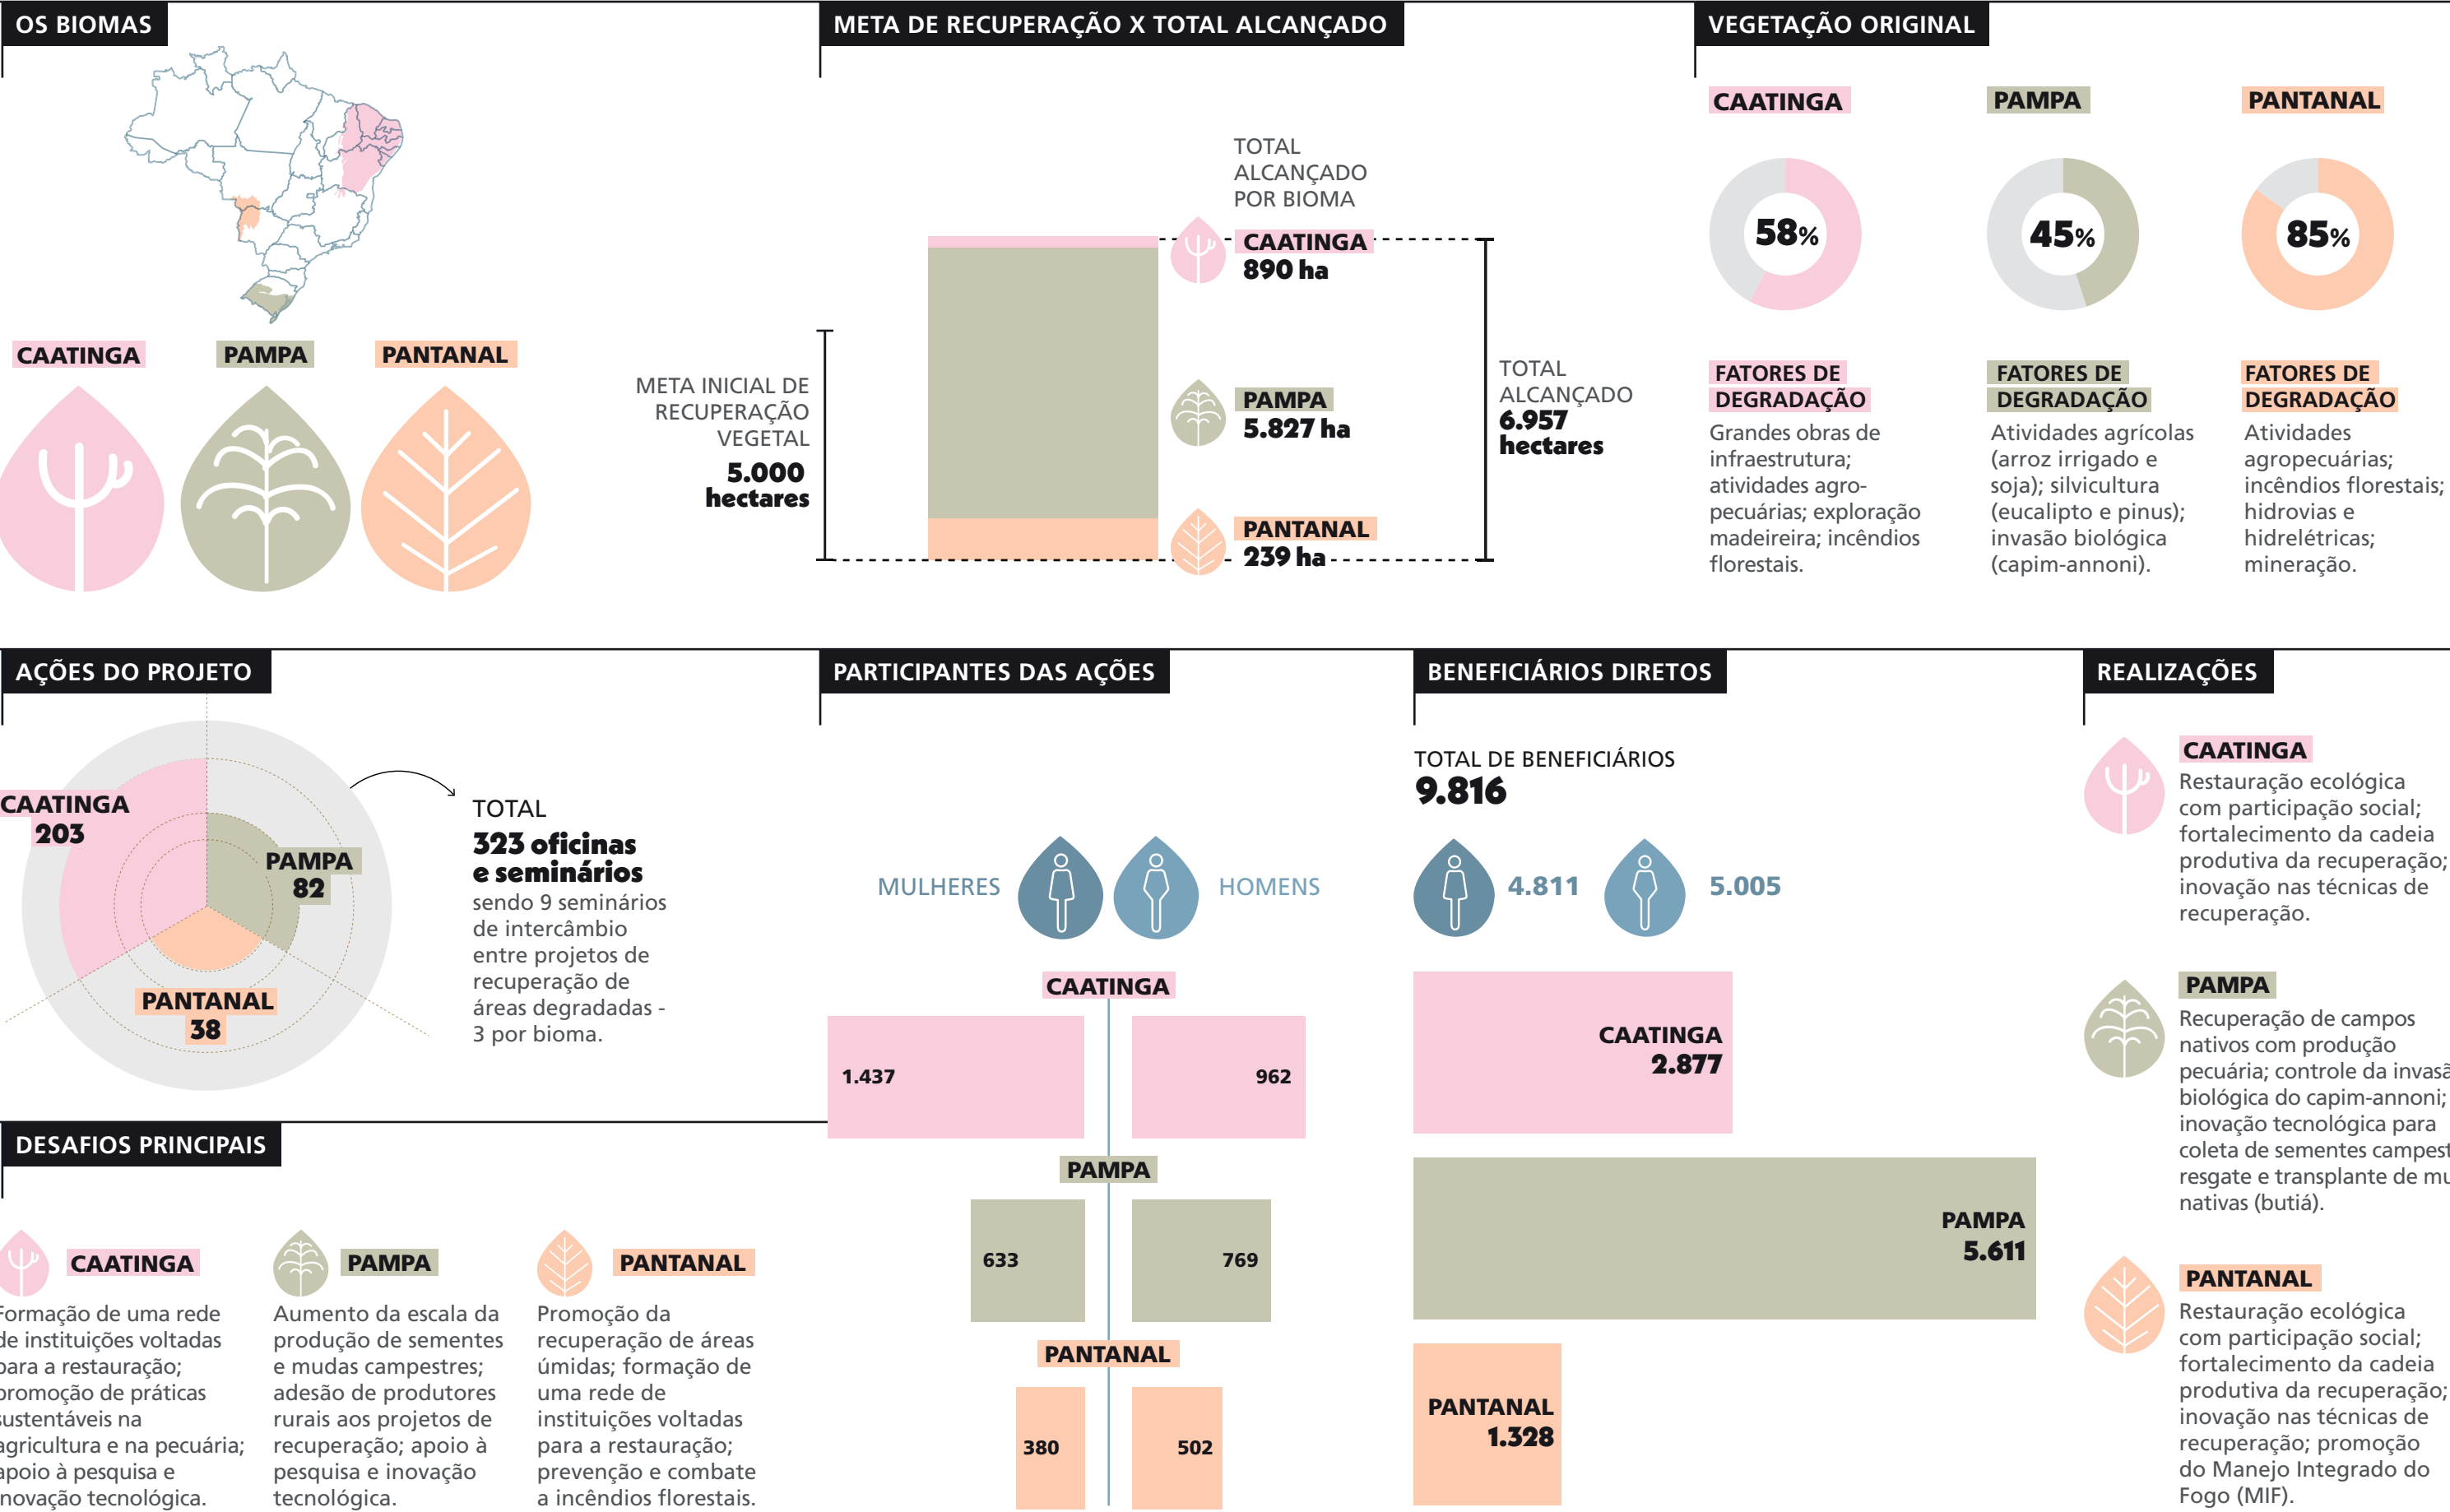 OS BIOMAS
CAATINGA
PAMPA
PANTANAL
META DE RECUPERAÇÃO X TOTAL ALCANÇADO
META INICIAL DE
RECUPERAÇÃO
VEGETAL
5.000
hectares
TOTAL
ALCANÇADO
POR BIOMA
CAATINGA
890 ha
PAMPA
5.827 ha
PANTANAL
239 ha
TOTAL
ALCANÇADO
6.957
hectares
VEGETAÇÃO ORIGINAL
CAATINGA
58%
FATORES DE
DEGRADAÇÃO
Grandes obras de
infraestrutura;
atividades agro-
pecuárias; exploração
madeireira; incêndios
florestais.
PAMPA
45%
FATORES DE
DEGRADAÇÃO
Atividades agrícolas
(arroz irrigado e
soja); silvicultura
(eucalipto e pinus);
invasão biológica
(capim-annoni).
PANTANAL
85%
FATORES DE
DEGRADAÇÃO
Atividades
agropecuárias;
incêndios florestais;
hidrovias e
hidrelétricas;
mineração.
AÇÕES DO PROJETO
CAATINGA
203
PAMPA
82
PANTANAL
38
TOTAL
323 oficinas
e seminários
sendo 9 seminários
de intercâmbio
entre projetos de
recuperação de
áreas degradadas -
3 por bioma.
DESAFIOS PRINCIPAIS
CAATINGA
Formação de uma rede
de instituições voltadas
para a restauração;
promoção de práticas
sustentáveis na
agricultura e na pecuária;
apoio à pesquisa e
inovação tecnológica.
PAMPA
Aumento da escala da
produção de sementes
e mudas campestres;
adesão de produtores
rurais aos projetos de
recuperação; apoio à
pesquisa e inovação
tecnológica.
PANTANAL
Promoção da
recuperação de áreas
úmidas; formação de
uma rede de
instituições voltadas
para a restauração;
prevenção e combate
a incêndios florestais.
PARTICIPANTES DAS AÇÕES
MULHERES
HOMENS
CAATINGA
1.437
962
PAMPA
633
769
PANTANAL
380
502
BENEFICIÁRIOS DIRETOS
TOTAL DE BENEFICIÁRIOS
9.816
4.811
5.005
CAATINGA
2.877
PAMPA
5.611
PANTANAL
1.328
REALIZAÇÕES
CAATINGA
Restauração ecológica
com participação social;
fortalecimento da cadeia
produtiva da recuperação;
inovação nas técnicas de
recuperação.
PAMPA
Recuperação de campos
nativos com produção
pecuária; controle da
biológica do capim-annoni;
inovação tecnológica para
coleta de sementes
resgate e transplante de
nativas (butiá).
PANTANAL
Restauração ecológica
com participação social;
fortalecimento da cadeia
produtiva da recuperação;
inovação nas técnicas de
recuperação; promoção
do Manejo Integrado do
Fogo (MIF).